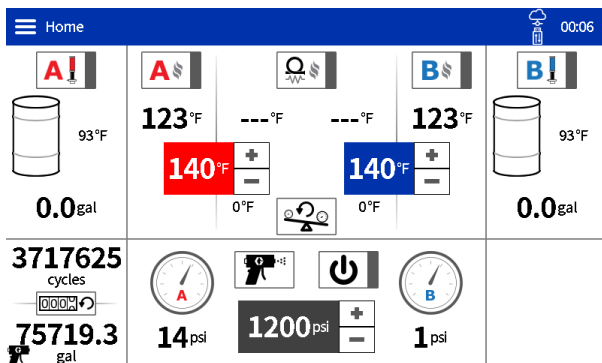 Home
00:06
A
A
B
B
123°F
---°F
---°F
123°F
93°F
93°F
140°F
+
−
140°F
+
−
0.0gal
0°F
0°F
0.0gal
3717625
cycles
75719.3
gal
A
B
14psi
1200psi
+
−
1psi